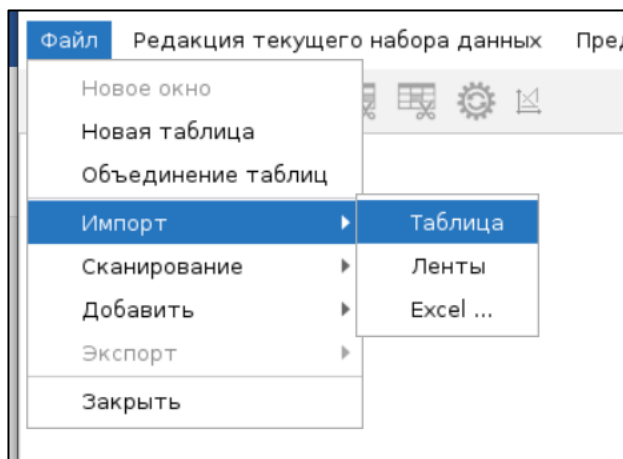 Файл Редакция текущего набора данных
Новое окно
Новая таблица
Объединение таблиц
Импорт Таблица
Сканирование Ленты
Добавить Excel ...
Экспорт
Закрыть